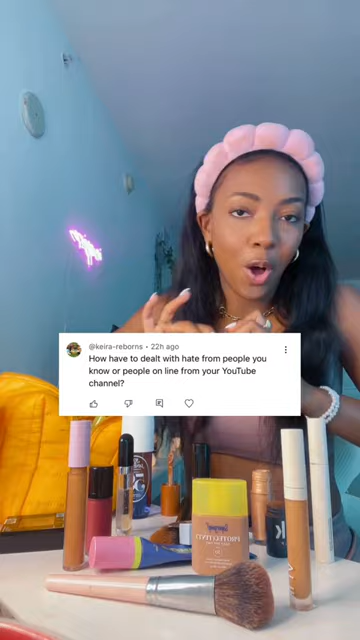 @keira-reborns • 22h ago
How have to dealt with hate from people you
know or people on line from your YouTube
channel?